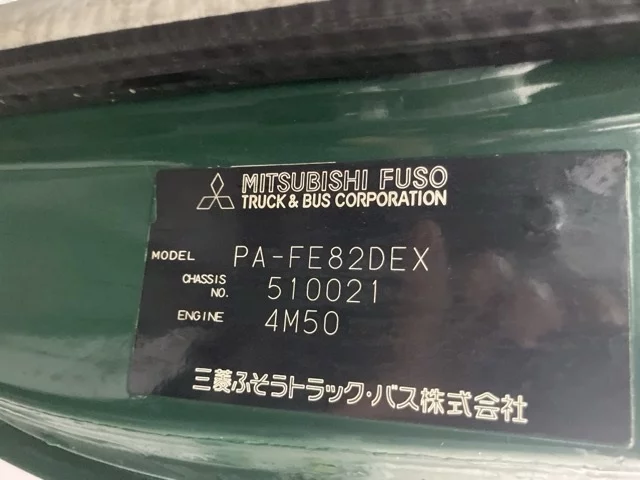 MITSUBISHI FUSO
TRUCK & BUS CORPORATION
MODEL PA-FE82DEX
CHASSIS NO. 510021
ENGINE 4M50
三菱ふそうトラック・バス株式会社